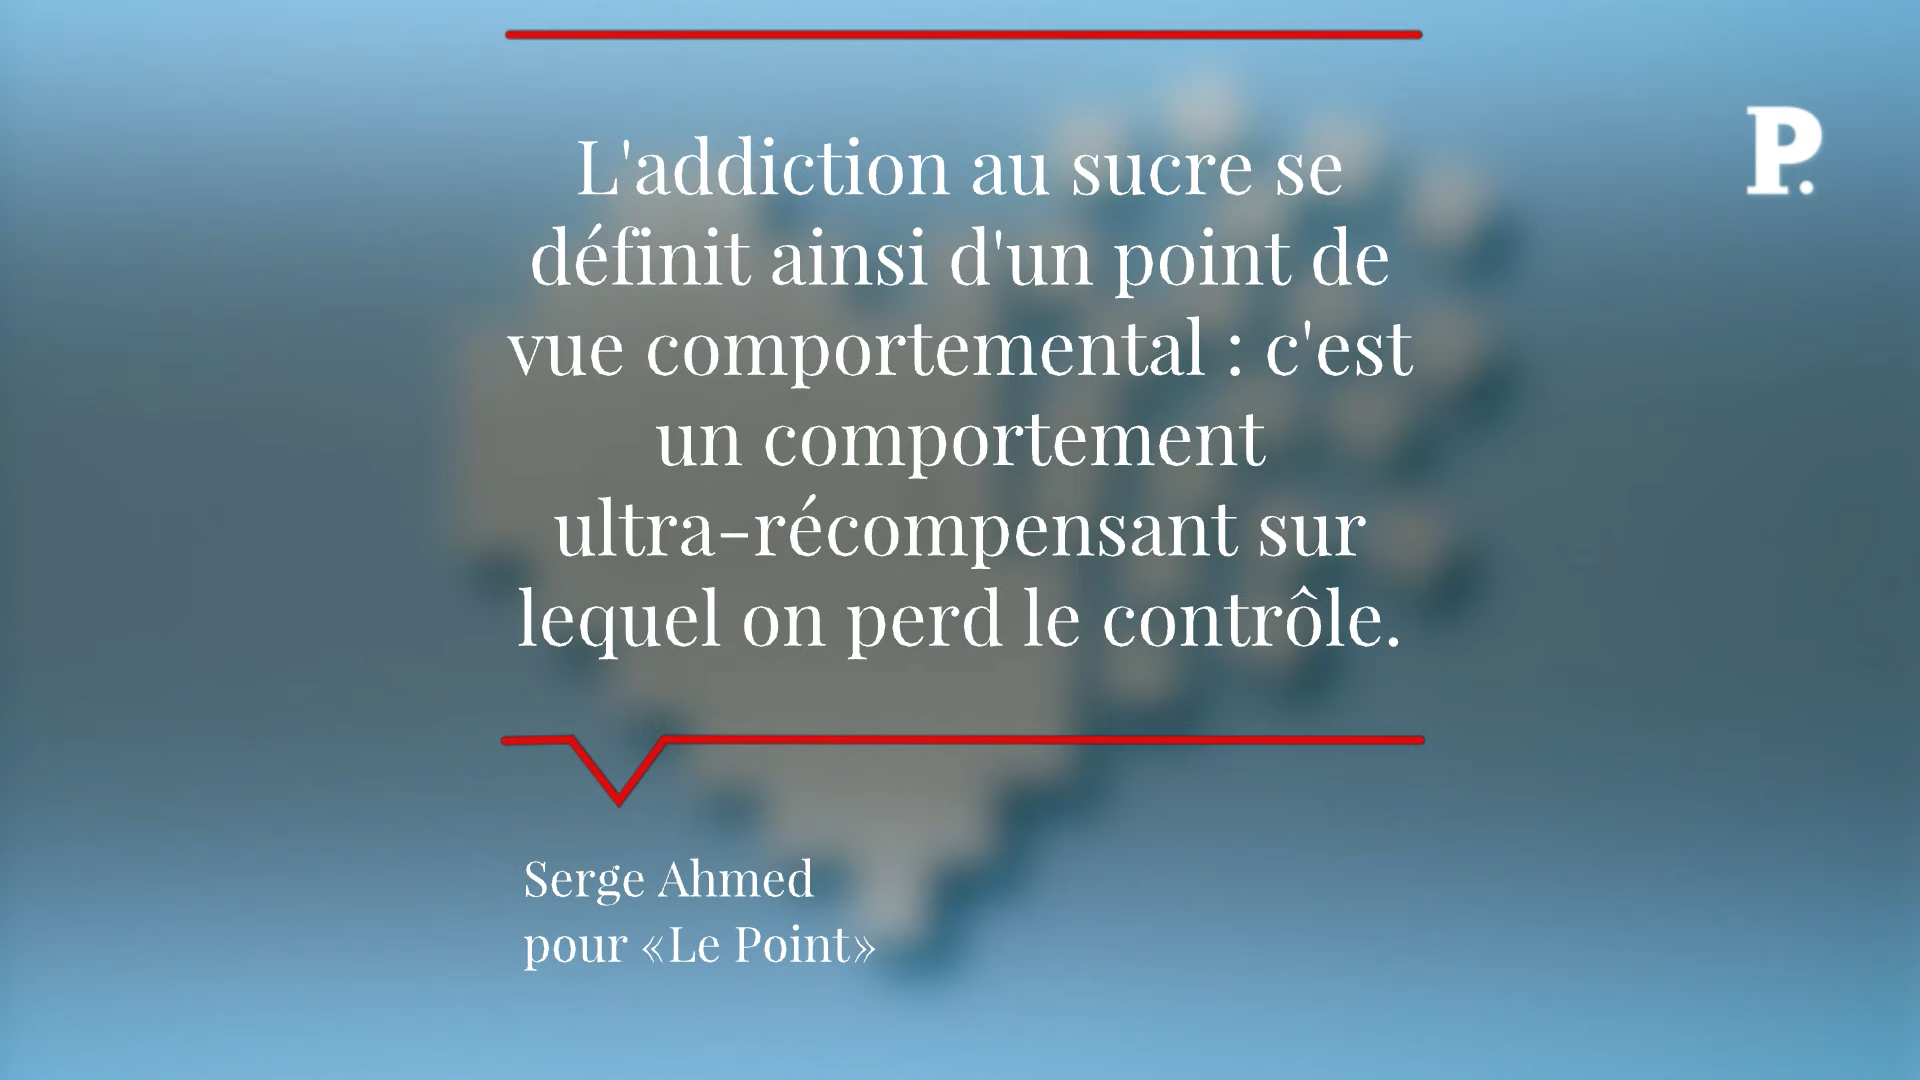 L'addiction au sucre se
définit ainsi d'un point de
vue comportemental : c'est
un comportement
ultra-récompensant sur
lequel on perd le contrôle.
Serge Ahmed
pour «Le Point»
P.